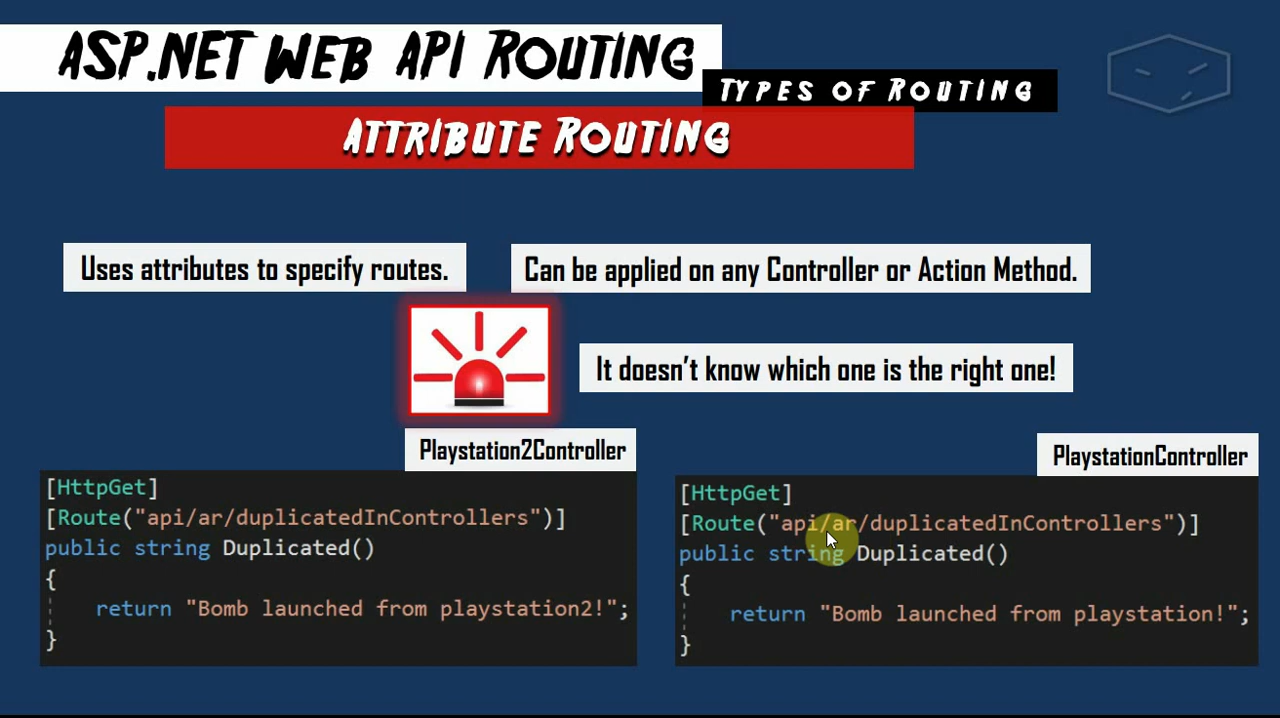 ASP.NET WEB API ROUTING
TYPES OF ROUTING
ATTRIBUTE ROUTING
Uses attributes to specify routes.
Can be applied on any Controller or Action Method.
It doesn't know which one is the right one!
Playstation2Controller
[HttpGet]
[Route("api/ar/duplicatedInControllers")]
public string Duplicated()
{
return "Bomb launched from playstation2!";
}
PlaystationController
[HttpGet]
[Route("api/ar/duplicatedInControllers")]
public string Duplicated()
{
return "Bomb launched from playstation!";
}